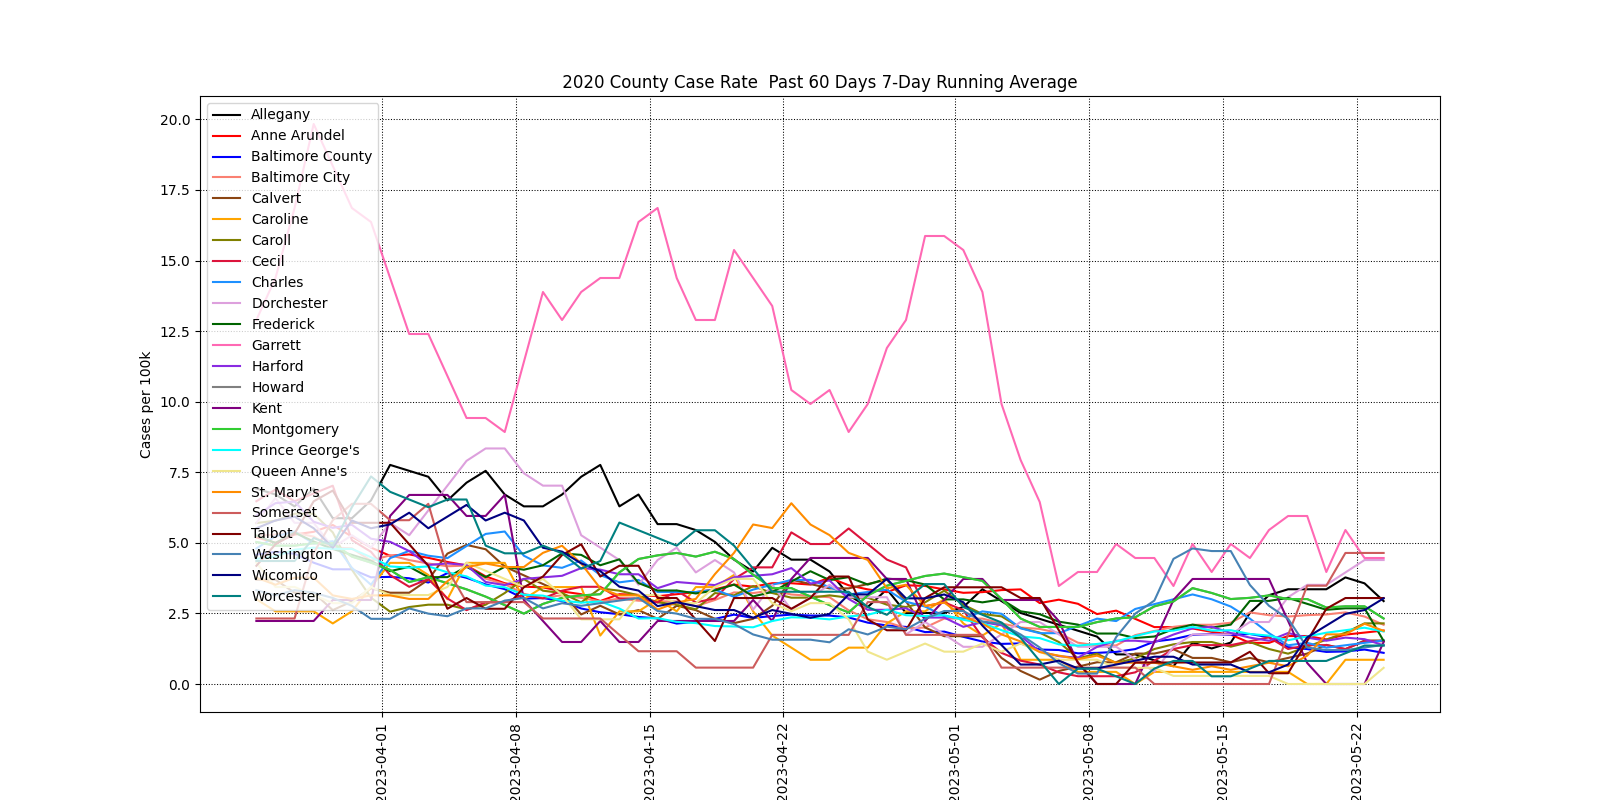 2020 County Case Rate  Past 60 Days 7-Day Running Average
Cases per 100k
20.0
17.5
15.0
12.5
10.0
7.5
5.0
2.5
0.0
Allegany
Anne Arundel
Baltimore County
Baltimore City
Calvert
Caroline
Caroll
Cecil
Charles
Dorchester
Frederick
Garrett
Harford
Howard
Kent
Montgomery
Prince George's
Queen Anne's
St. Mary's
Somerset
Talbot
Washington
Wicomico
Worcester
2023-04-01
2023-04-08
2023-04-15
2023-04-22
2023-05-01
2023-05-08
2023-05-15
2023-05-22